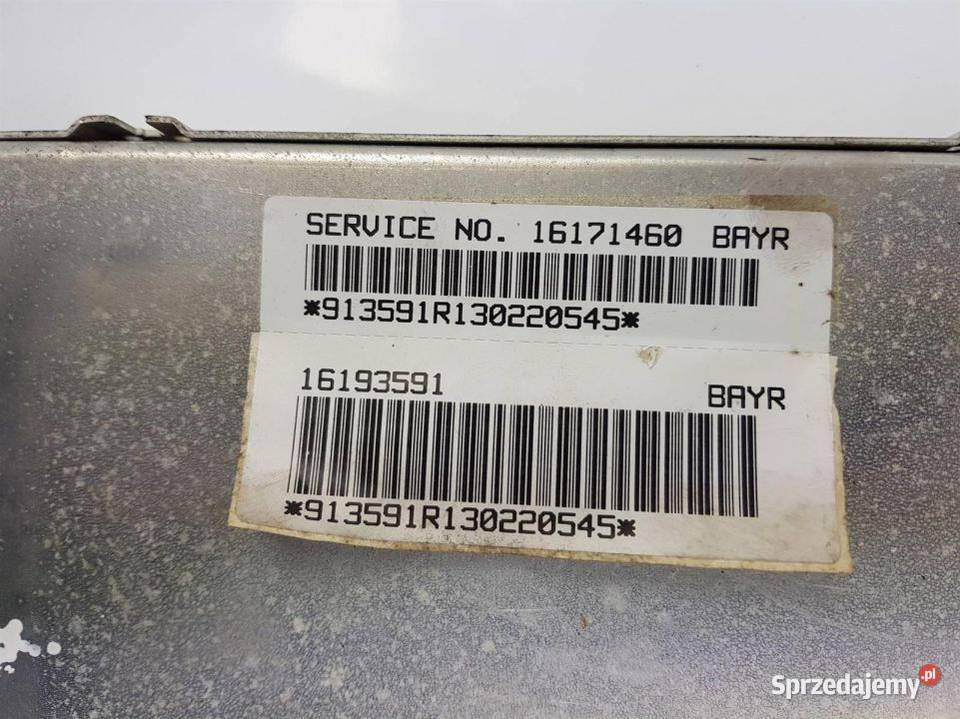 SERVICE NO. 16171460 BAYR
*913591R130220545*
16193591 BAYR
*913591R130220545*
Sprzedajemy.pl